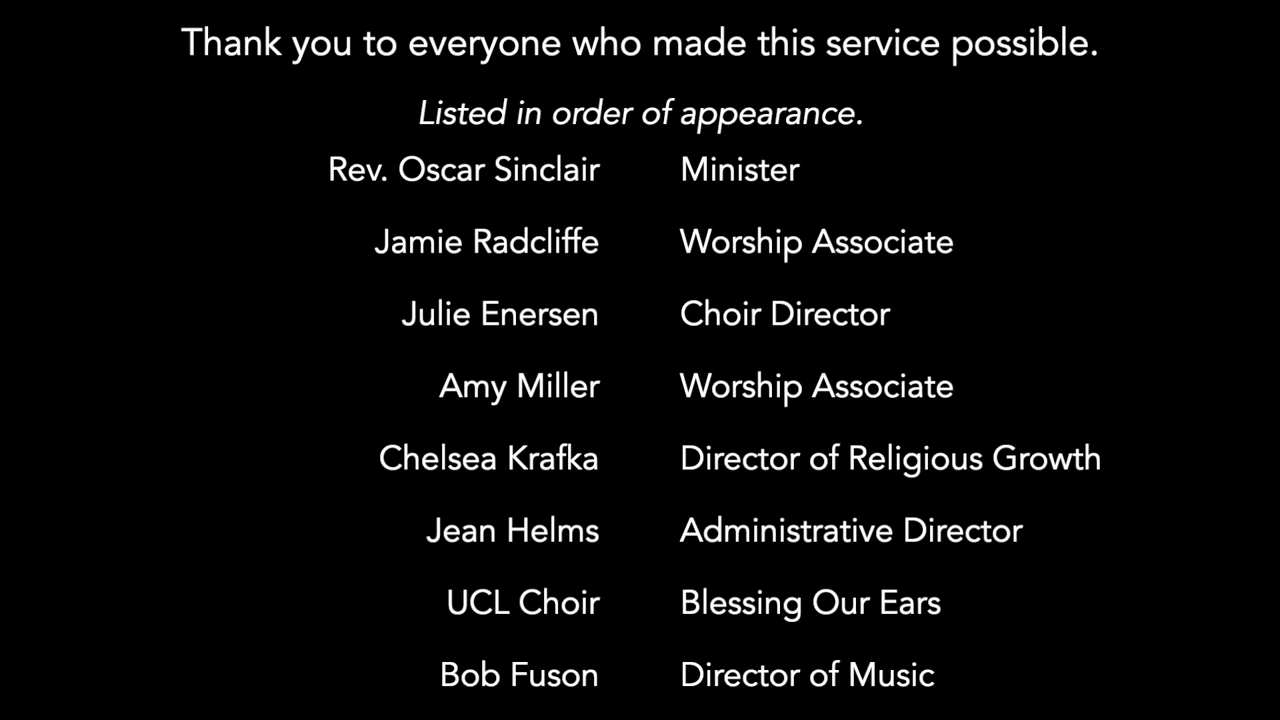 Thank you to everyone who made this service possible.
Listed in order of appearance.
Rev. Oscar Sinclair Minister
Jamie Radcliffe Worship Associate
Julie Enersen Choir Director
Amy Miller Worship Associate
Chelsea Krafka Director of Religious Growth
Jean Helms Administrative Director
UCL Choir Blessing Our Ears
Bob Fuson Director of Music